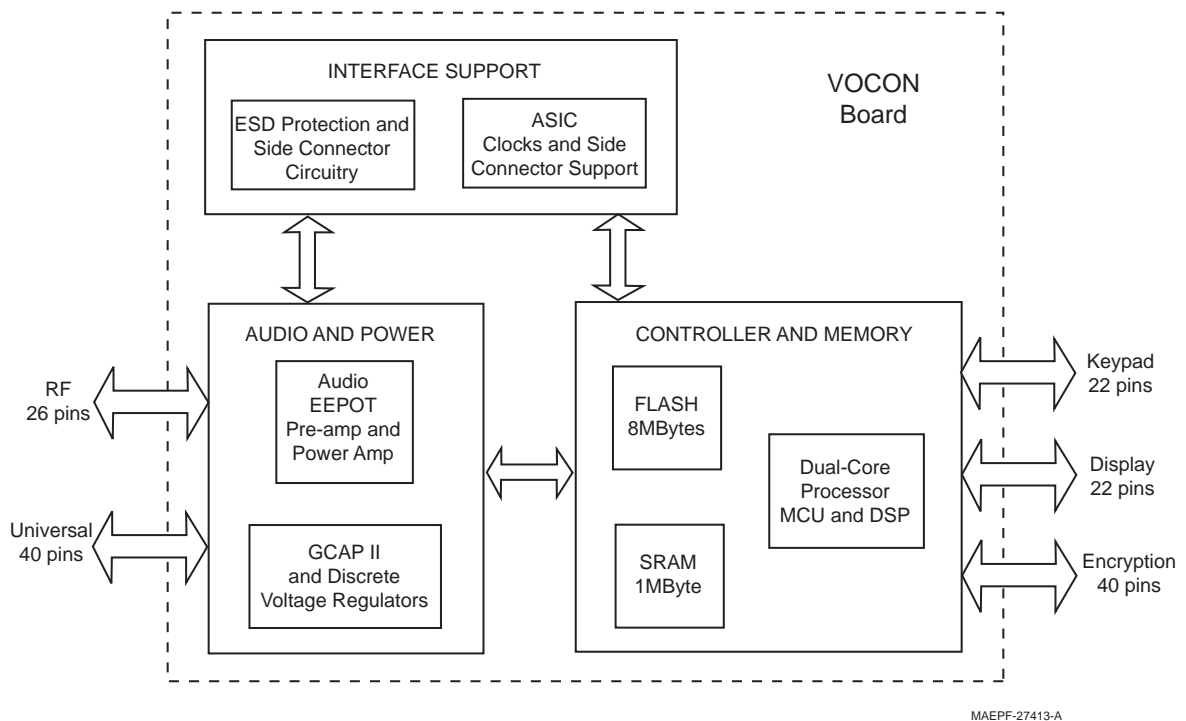 INTERFACE SUPPORT
VOCON
Board
ESD Protection and
Side Connector
Circuitry
ASIC
Clocks and Side
Connector Support
AUDIO AND POWER
CONTROLLER AND MEMORY
RF
26 pins
Audio
EEPOT
Pre-amp and
Power Amp
FLASH
8MBytes
Keypad
22 pins
Dual-Core
Processor
MCU and DSP
Display
22 pins
Universal
40 pins
GCAP II
and Discrete
Voltage Regulators
SRAM
1MByte
Encryption
40 pins
MAEPF-27413-A